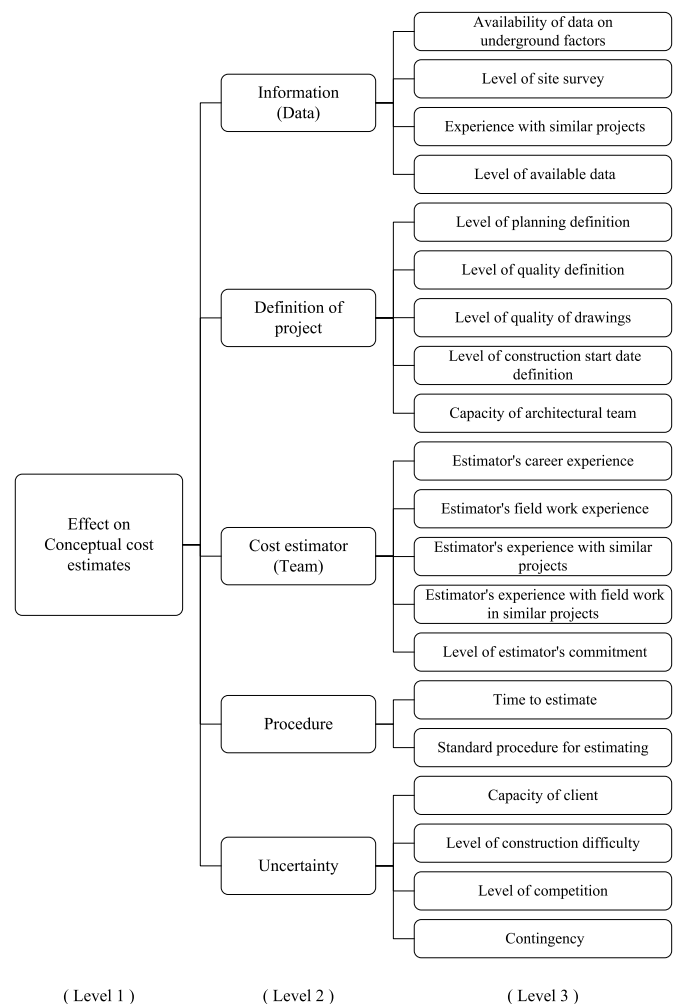 Effect on
Conceptual cost
estimates
Information
(Data)
Availability of data on
underground factors
Level of site survey
Experience with similar projects
Level of available data
Definition of
project
Level of planning definition
Level of quality definition
Level of quality of drawings
Level of construction start date
definition
Capacity of architectural team
Cost estimator
(Team)
Estimator's career experience
Estimator's field work experience
Estimator's experience with similar
projects
Estimator's experience with field work
in similar projects
Level of estimator's commitment
Procedure
Time to estimate
Standard procedure for estimating
Uncertainty
Capacity of client
Level of construction difficulty
Level of competition
Contingency
( Level 1 )
( Level 2 )
( Level 3 )